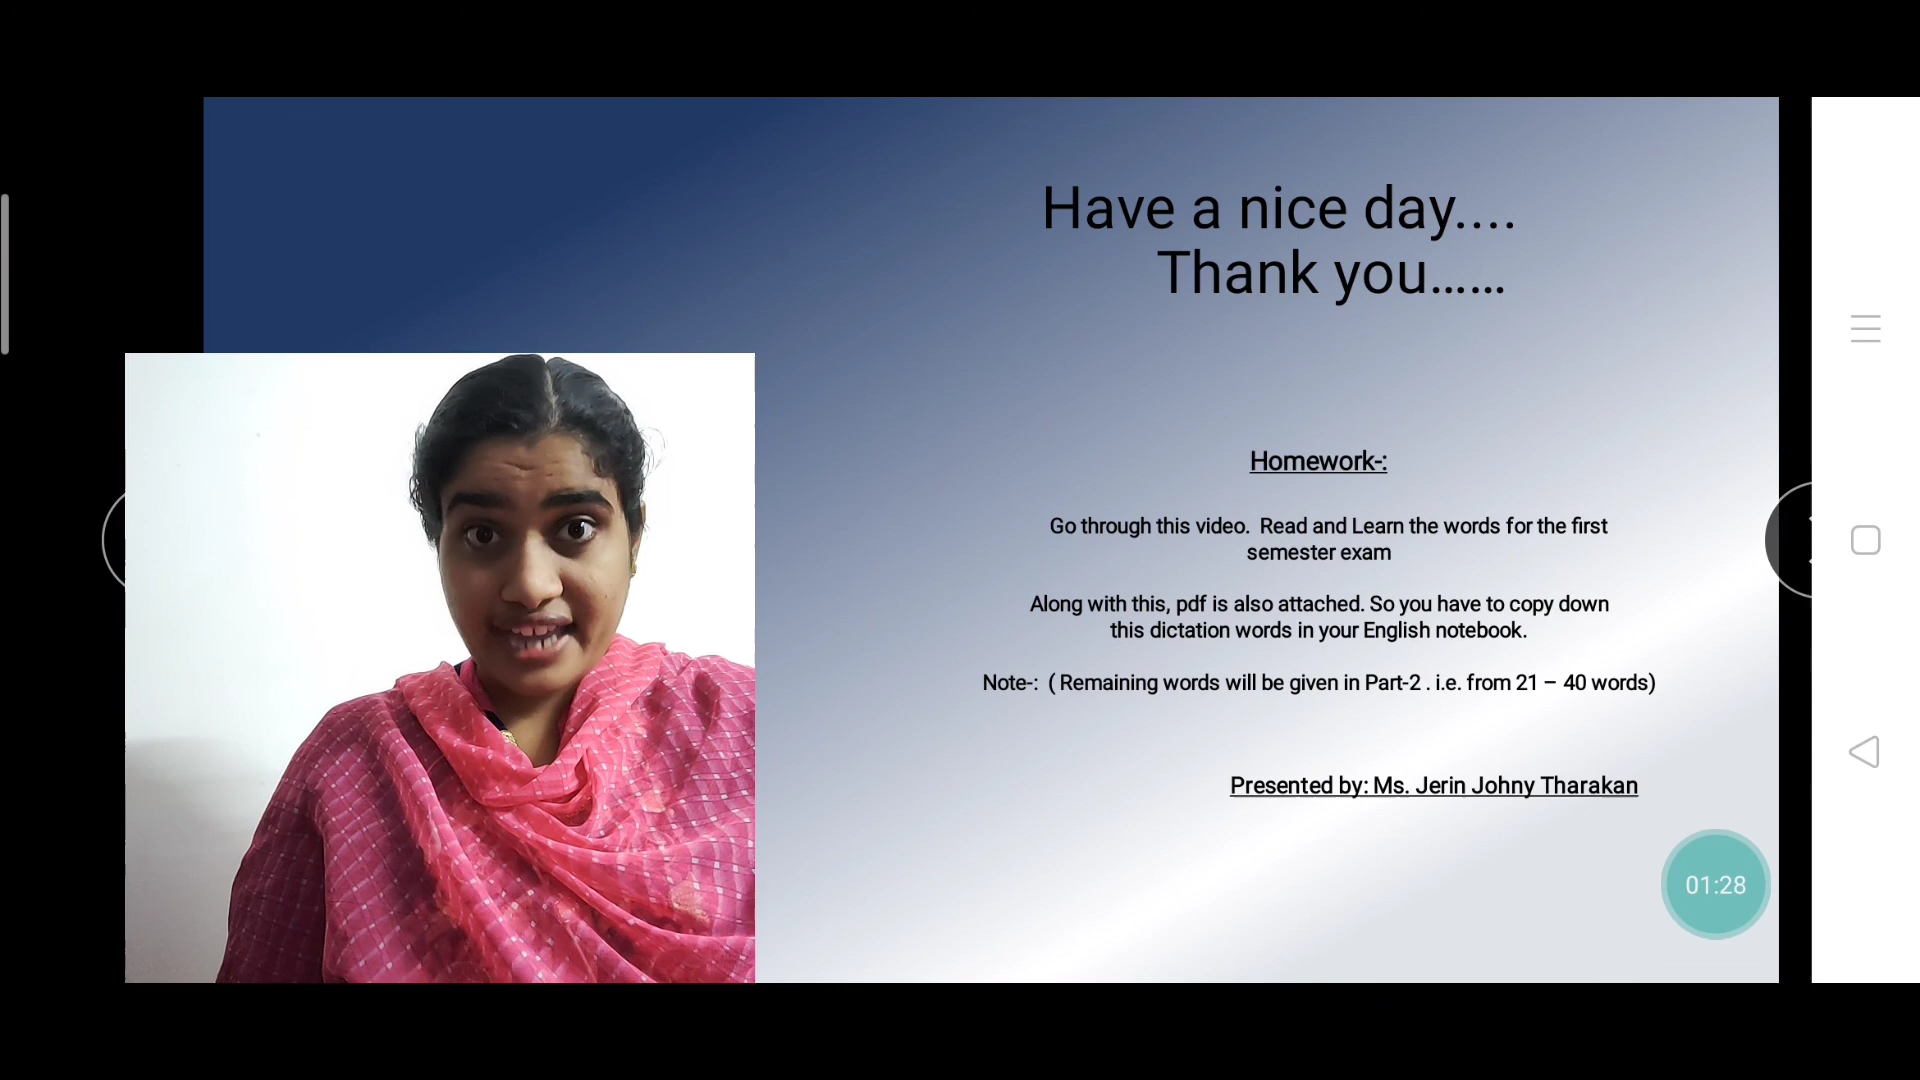 Have a nice day....
Thank you......
Homework-:
Go through this video. Read and Learn the words for the first
semester exam
Along with this, pdf is also attached. So you have to copy down
this dictation words in your English notebook.
Note-: ( Remaining words will be given in Part-2 . i.e. from 21 – 40 words)
Presented by: Ms. Jerin Johny Tharakan
01:28